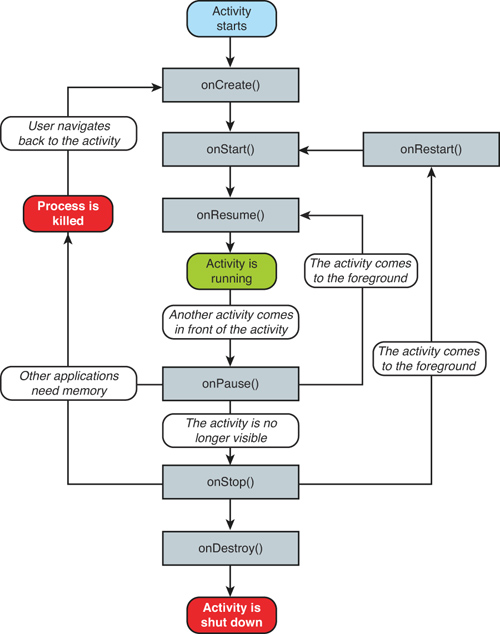 Activity
starts
onCreate()
User navigates
back to the activity
onStart()
onRestart()
Process is
killed
onResume()
Activity is
running
The activity comes
to the foreground
Another activity comes
in front of the activity
The activity comes
to the foreground
Other applications
need memory
onPause()
The activity is no
longer visible
onStop()
onDestroy()
Activity is
shut down